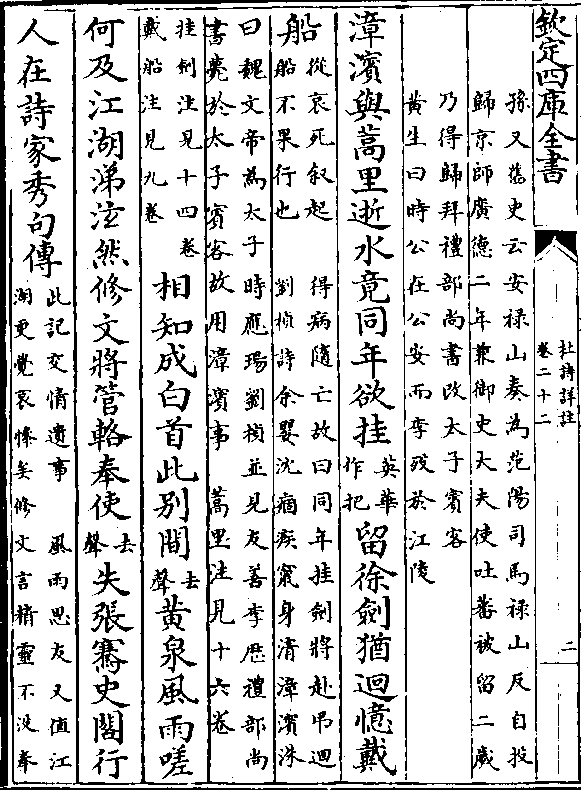 欽定四庫全書
杜詩詳註
卷二十二
二
孫又舊史云安禄山奏為范陽司馬禄山反自投
歸京師廣德二年兼御史大夫使吐蕃被留二歲
乃得歸拜禮部尚書改太子賓客
黄生曰時公在公安而李殁於江陵
漳濱與蒿里逝水竟同年欲挂英華作把留徐劍猶迴憶戴
船從哀死叙起 得病隨亡故曰同年挂劍將赴弔迴
船不果行也 劉楨詩余嬰沈痼疾竄身清漳濱洙
曰魏文帝為太子時應瑒劉楨並見友善李歷禮部尚
書薨於太子賓客故用漳濱事 蒿里注見十六卷
挂劍注見十四卷
戴船注見九卷
相知成白首此别間去聲黄泉風雨嗟
何及江湖涕泫然修文將管輅奉使去聲失張騫史閣行
人在詩家秀句傳此記交情遺事 風雨思友又值江
湖更覺哀慘矣修文言精靈不没奉